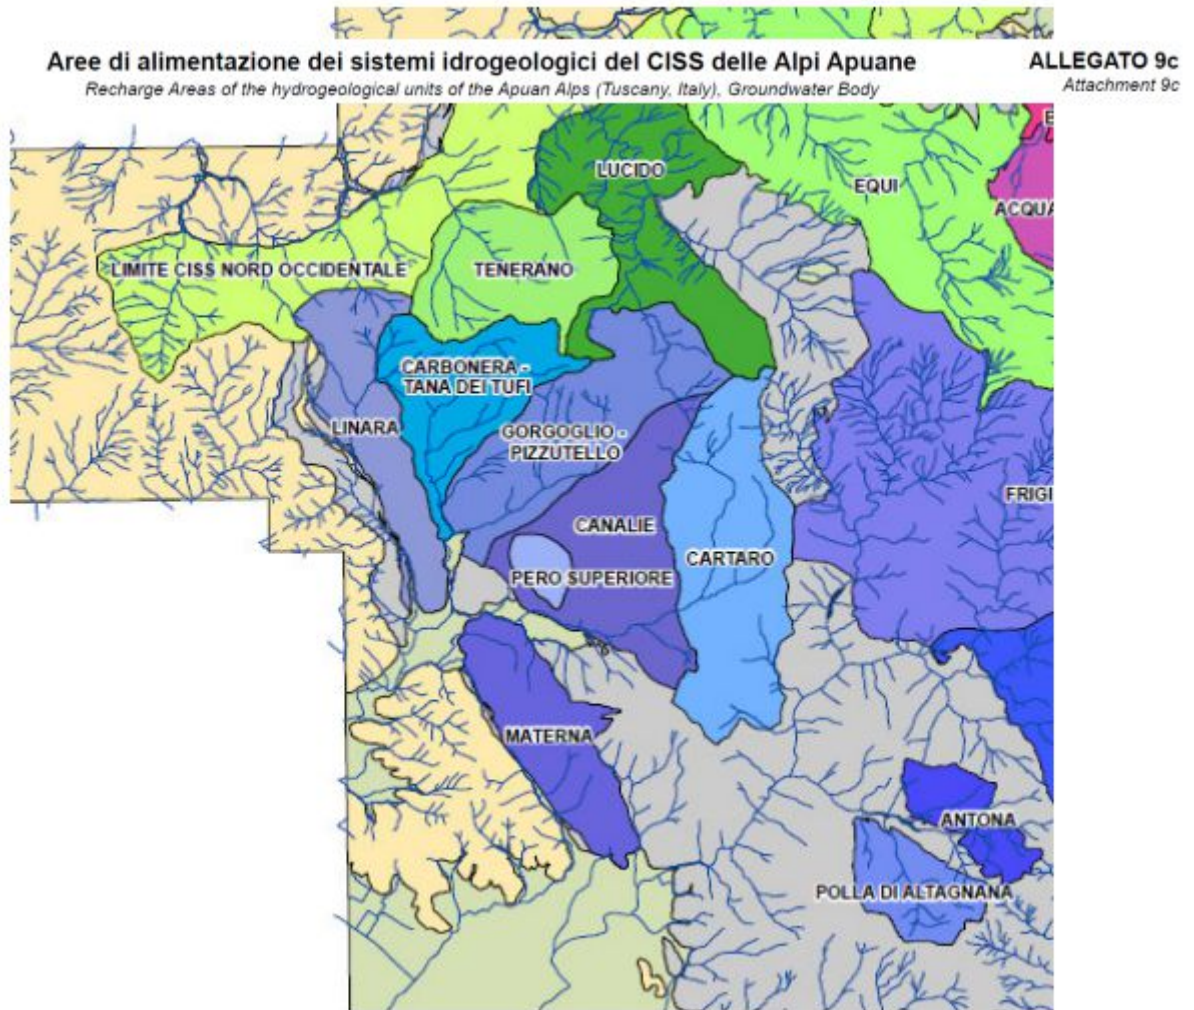 Aree di alimentazione dei sistemi idrogeologici del CISS delle Alpi Apuane
ALLEGATO 9c
Recharge Areas of the hydrogeological units of the Apuan Alps (Tuscany, Italy), Groundwater Body
Attachment 9c
E
LUCIDO
EQUI
ACQUA
LIMITE CISS NORD OCCIDENTALE
TENERANO
CARBONERA -
TANA DEI TUFI
LINARA
GORGOGLIO -
PIZZUTELLO
FRIGI
CANALIE
CARTARO
PERO SUPERIORE
MATERNA
ANTONA
POLLA DI ALTAGNANA